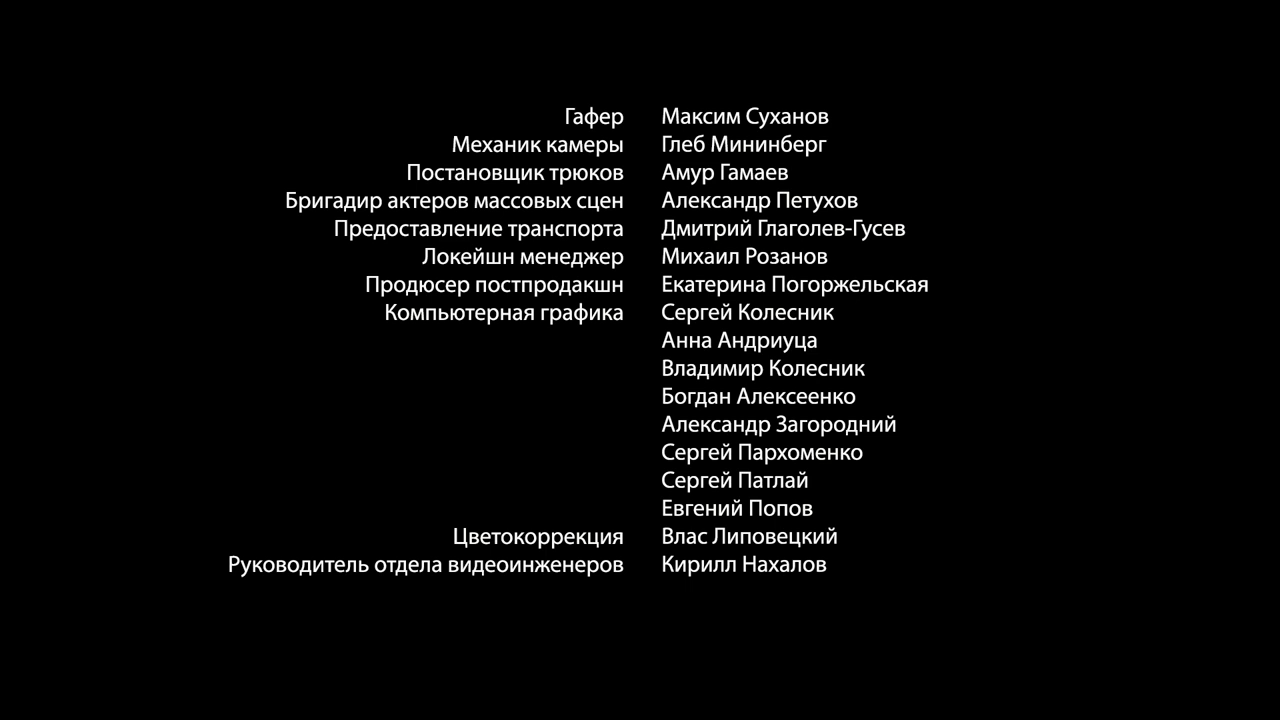 Гафер Максим Суханов
Механик камеры Глеб Мининберг
Постановщик трюков Амур Гамаев
Бригадир актеров массовых сцен Александр Петухов
Предоставление транспорта Дмитрий Глаголев-Гусев
Локейшн менеджер Михаил Розанов
Продюсер постпродакшн Екатерина Погоржельская
Компьютерная графика Сергей Колесник
Анна Андриуца
Владимир Колесник
Богдан Алексеенко
Александр Загородний
Сергей Пархоменко
Сергей Патлай
Евгений Попов
Цветокоррекция Влас Липовецкий
Руководитель отдела видеоинженеров Кирилл Нахалов